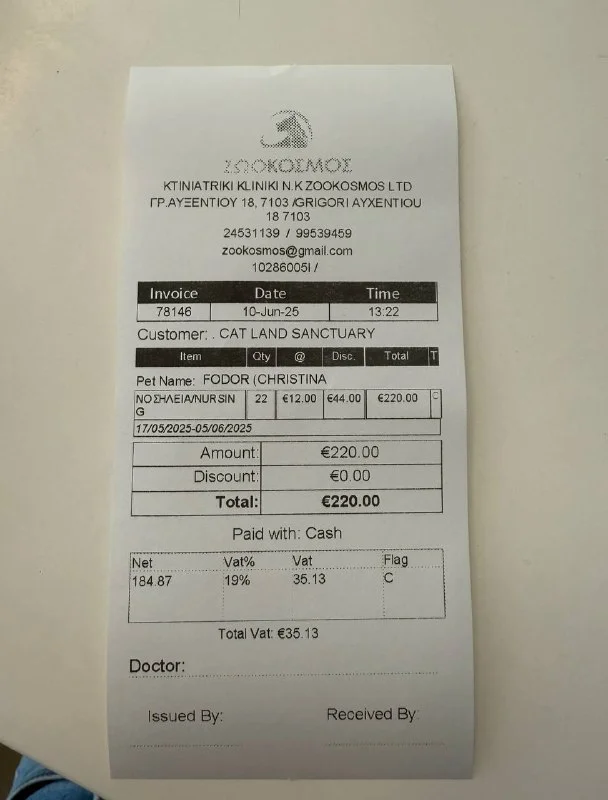 ΖΩΟΚΟΣΜΟΣ
KTINIATRIKI KLINIKI N.K ZOOKOSMOS LTD
ΓΡ.ΑΥΞΕΝΤΙΟΥ 18, 7103 /GRIGORI AYXENTIOU
18 7103
24531139 / 99539459
zookosmos@gmail.com
10286005I /
Invoice Date Time
78146 10-Jun-25 13:22
Customer: . CAT LAND SANCTUARY
Item Qty @ Disc. Total T
Pet Name: FODOR (CHRISTINA
ΝΟΣΗΛΕΙΑ/NURSIN 22 €12.00 €44.00 €220.00 C
G
17/05/2025-05/06/2025
Amount: €220.00
Discount: €0.00
Total: €220.00
Paid with: Cash
Net Vat% Vat Flag
184.87 19% 35.13 C
Total Vat: €35.13
Doctor:
Issued By: Received By: